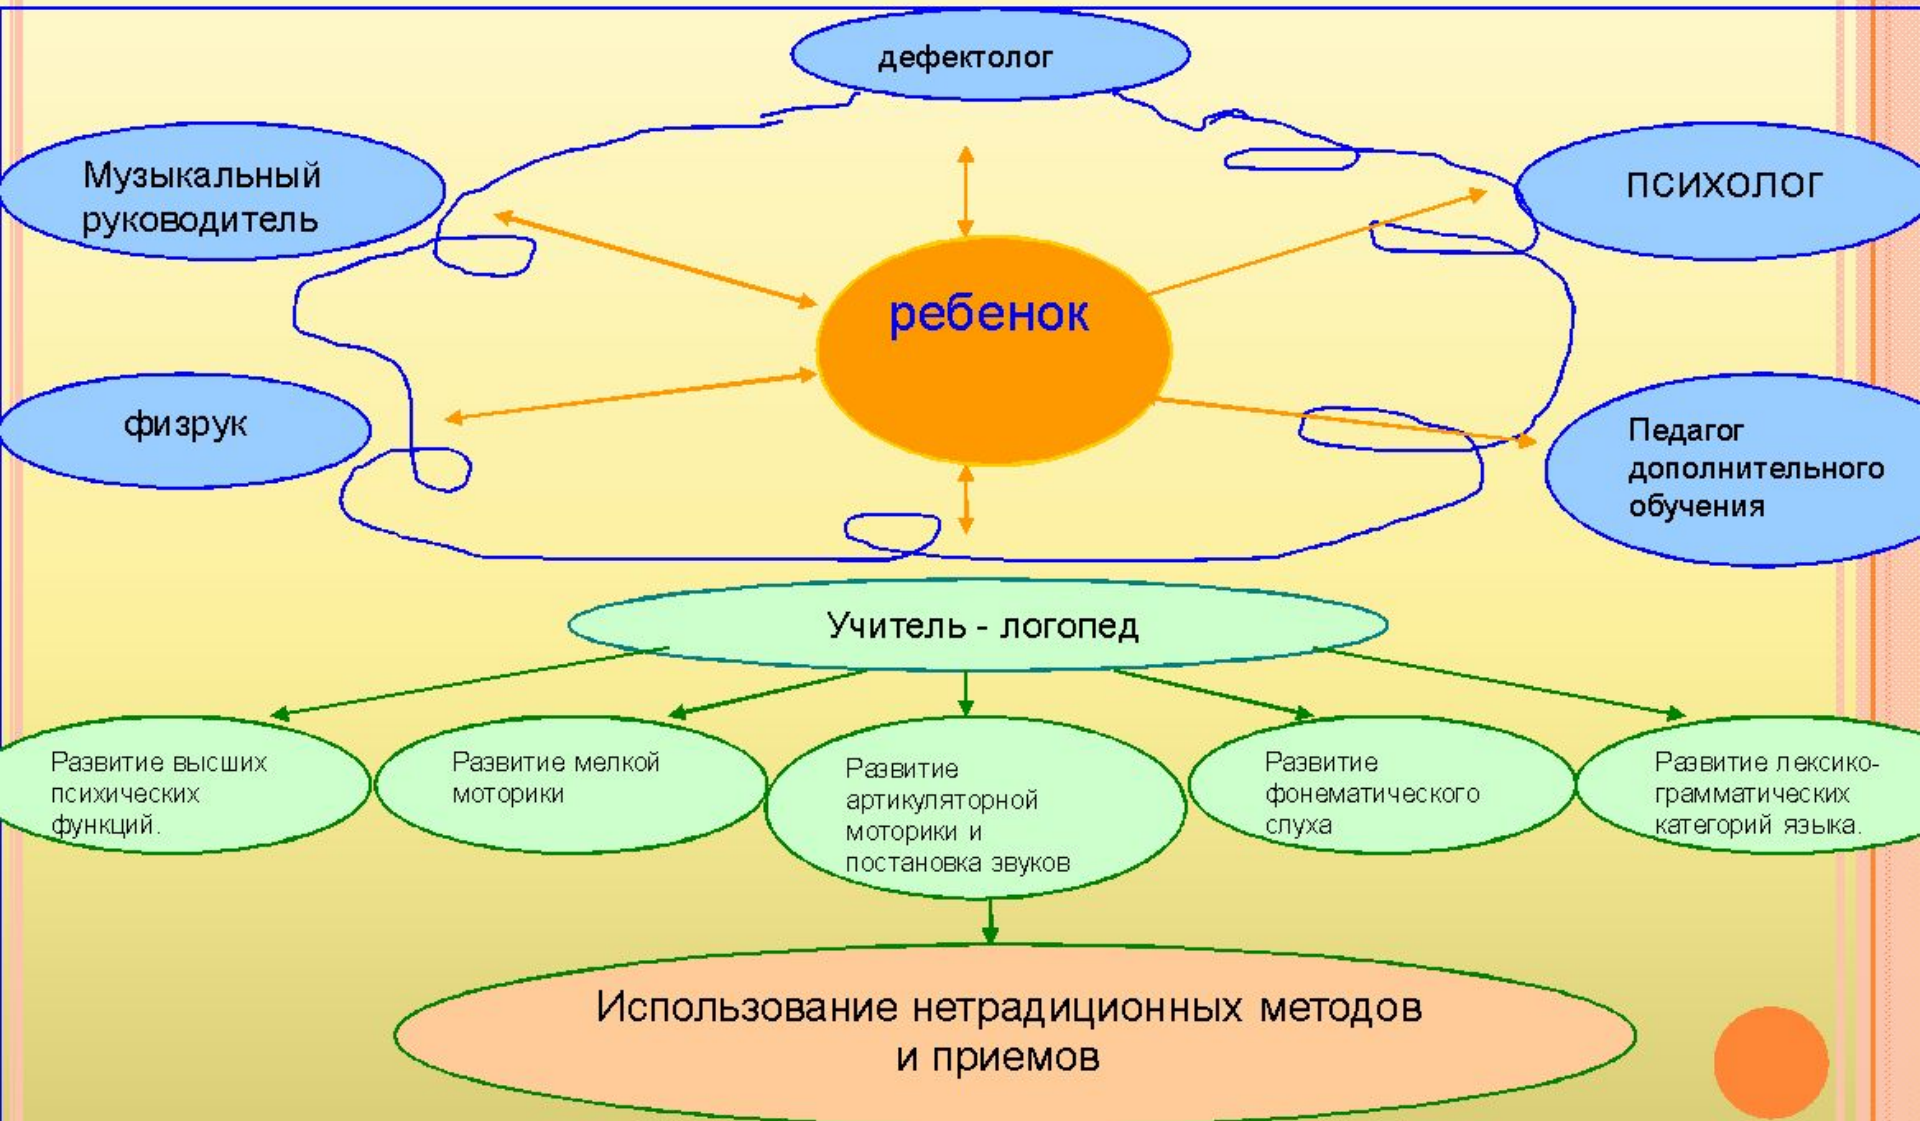 дефектолог
Музыкальный
руководитель
ПСИХОЛОГ
ребенок
физрук
Педагог
дополнительного
обучения
Учитель - логопед
Развитие высших
психических
функций.
Развитие мелкой
моторики
Развитие
артикуляторной
моторики и
постановка звуков
Развитие
фонематического
слуха
Развитие лексико-
грамматических
категорий языка.
Использование нетрадиционных методов
и приемов